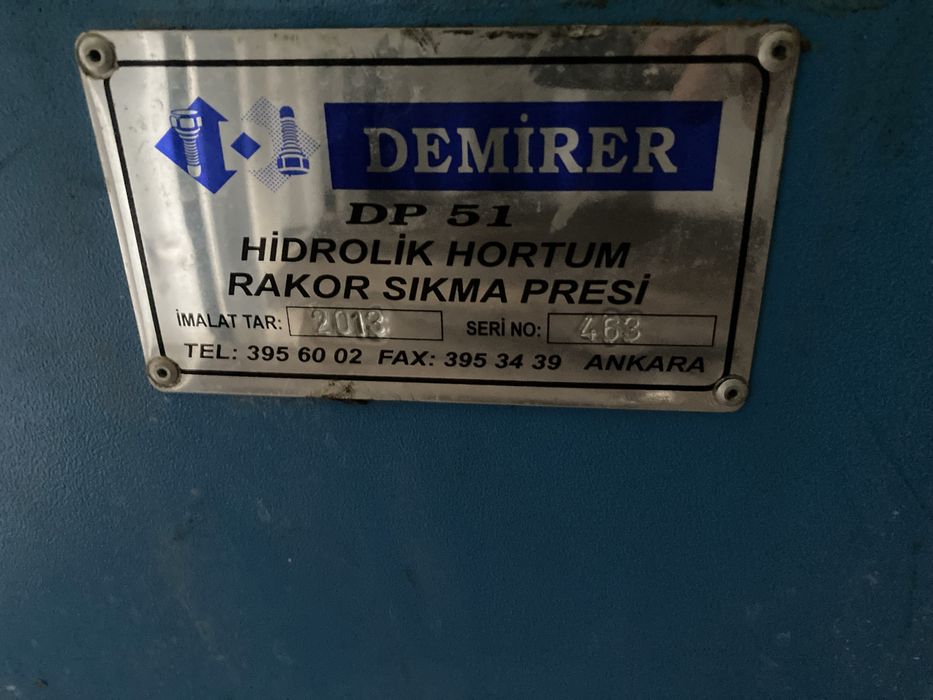 DEMİRER
DP 51
HİDROLİK HORTUM
RAKOR SIKMA PRESİ
İMALAT TAR: 2013 SERİ NO: 463
TEL: 395 60 02 FAX: 395 34 39 ANKARA